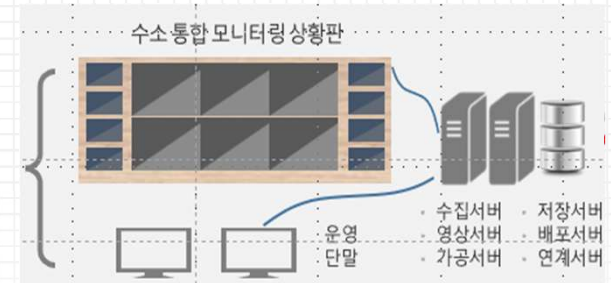 수소 통합 모니터링 상황판
운영
단말
· 수집서버
· 영상서버
· 가공서버
· 저장서버
· 배포서버
· 연계서버